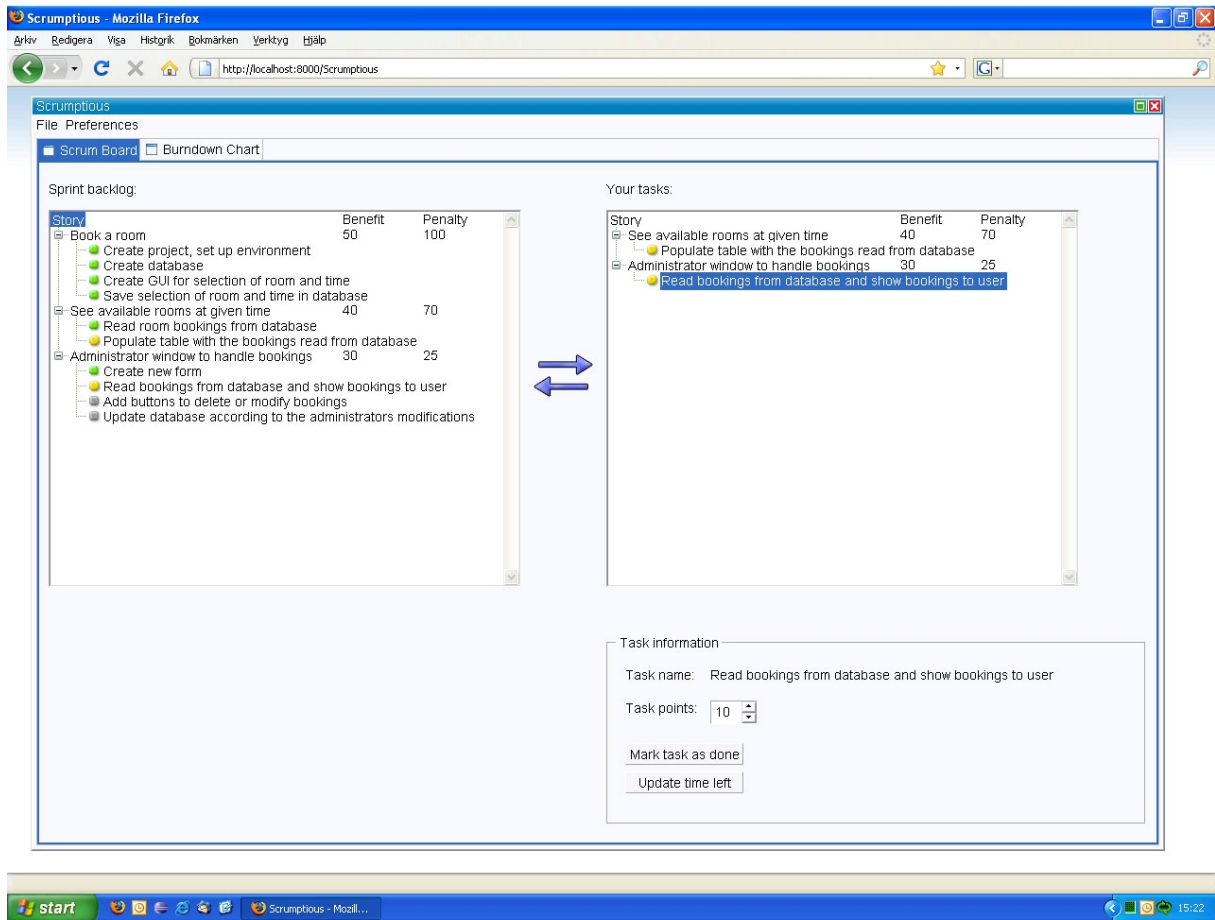 Scrumptious - Mozilla Firefox
Arkiv Redigera Visa Historik Bokmärken Verktyg Hjälp
http://localhost:8000/Scrumptious
G
Scrumptious
File Preferences
Scrum Board Burndown Chart
Sprint backlog:
Story Benefit Penalty
Book a room 50 100
Create project, set up environment
Create database
Create GUI for selection of room and time
Save selection of room and time in database
See available rooms at given time 40 70
Read room bookings from database
Populate table with the bookings read from database
Administrator window to handle bookings 30 25
Create new form
Read bookings from database and show bookings to user
Add buttons to delete or modify bookings
Update database according to the administrators modifications
Your tasks:
Story Benefit Penalty
See available rooms at given time 40 70
Populate table with the bookings read from database
Administrator window to handle bookings 30 25
Read bookings from database and show bookings to user
Task information
Task name: Read bookings from database and show bookings to user
Task points: 10
Mark task as done
Update time left
start Scrumptious - Mozill... 15:22